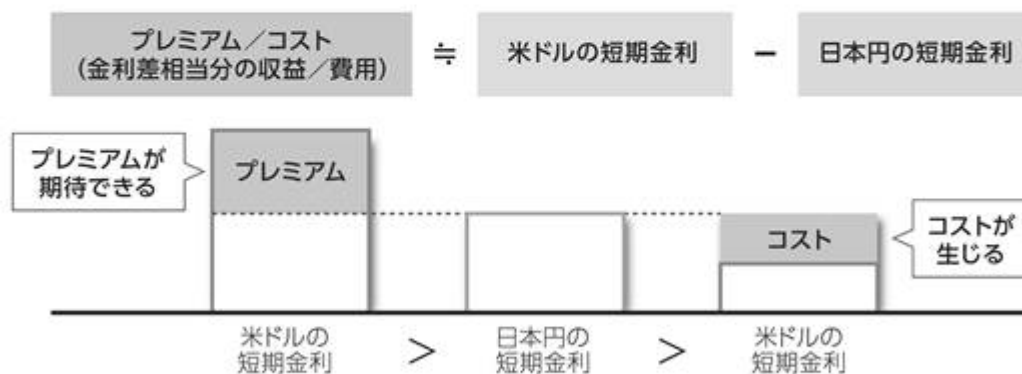 プレミアム／コスト
（金利差相当分の収益／費用）
≒
米ドルの短期金利
－
日本円の短期金利
プレミアムが
期待できる
プレミアム
コスト
コストが
生じる
米ドルの
短期金利
＞
日本円の
短期金利
＞
米ドルの
短期金利